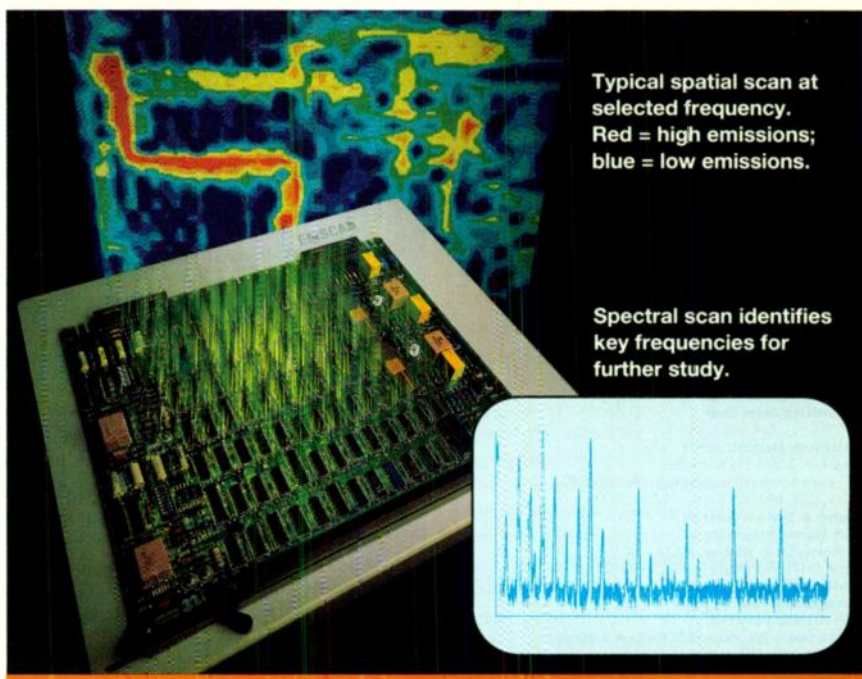 Typical spatial scan at
selected frequency.
Red = high emissions;
blue = low emissions.
EMSCAN
Spectral scan identifies
key frequencies for
further study.